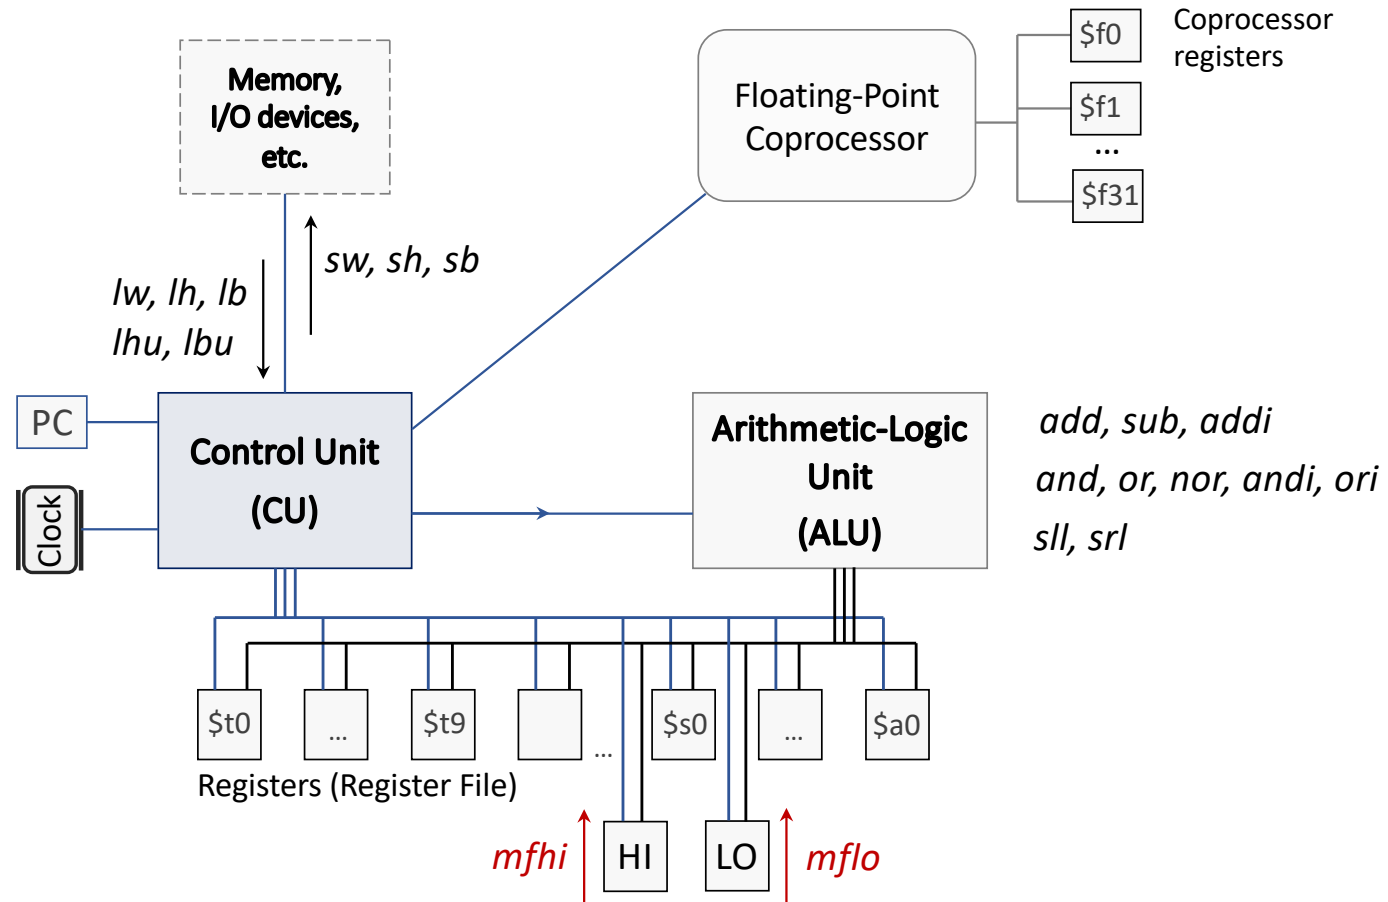 Memory,
I/O devices,
etc.
Floating-Point
Coprocessor
$f0
$f1
...
$f31
Coprocessor
registers
sw, sh, sb
lw, lh, lb
lhu, lbu
PC
Clock
Control Unit
(CU)
Arithmetic-Logic
Unit
(ALU)
add, sub, addi
and, or, nor, andi, ori
sll, srl
$t0
...
$t9
...
$s0
...
$a0
Registers (Register File)
mfhi
HI
LO
mflo